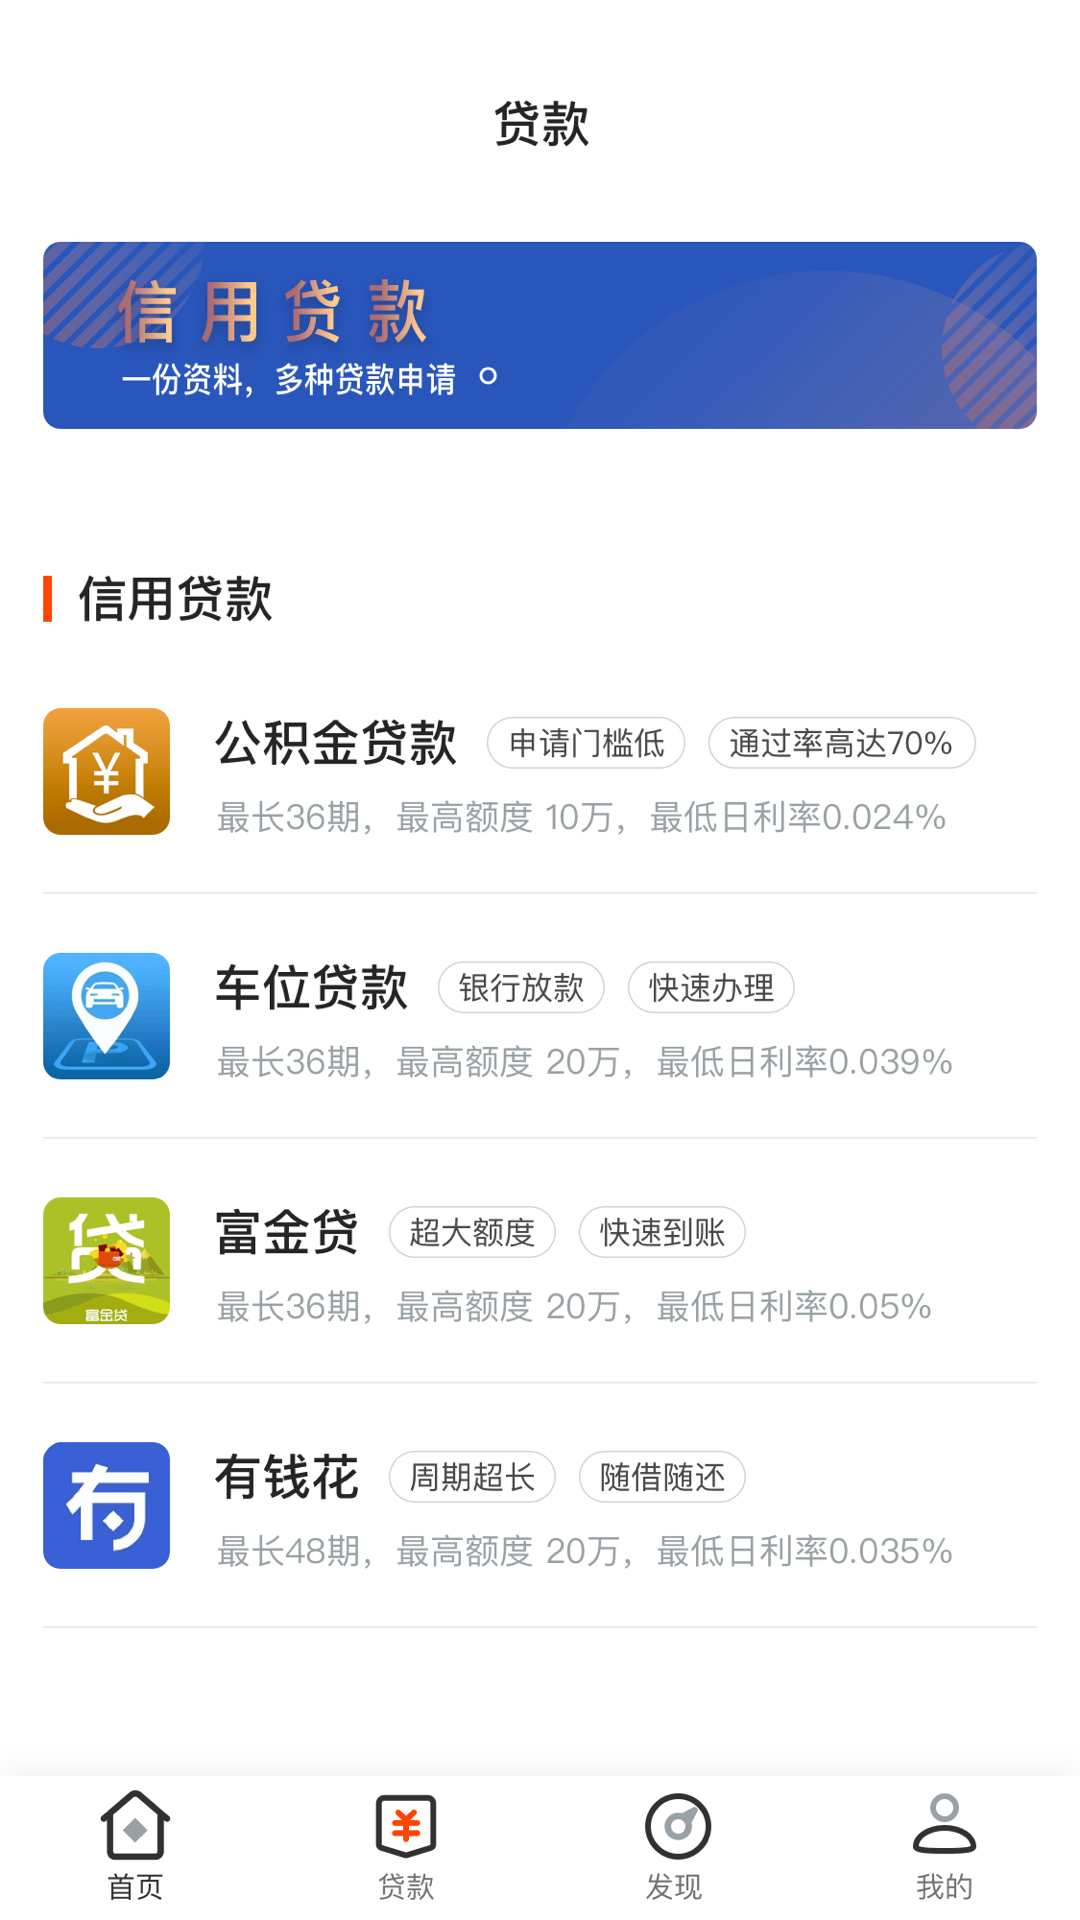 贷款
信用贷款
一份资料，多种贷款申请
信用贷款
公积金贷款 申请门槛低 通过率高达70%
最长36期，最高额度 10万，最低日利率0.024%
车位贷款 银行放款 快速办理
最长36期，最高额度 20万，最低日利率0.039%
贷
富金贷
富金贷 超大额度 快速到账
最长36期，最高额度 20万，最低日利率0.05%
有
有钱花 周期超长 随借随还
最长48期，最高额度 20万，最低日利率0.035%
首页 贷款 发现 我的